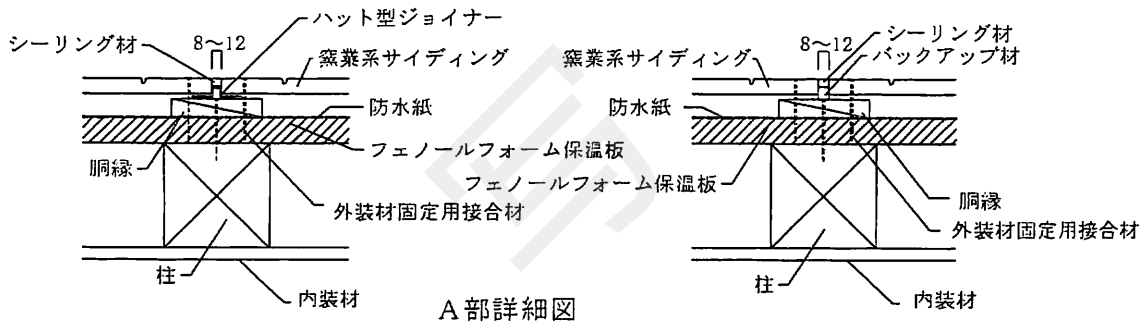 ハット型ジョイナー
シーリング材
8〜12
窯業系サイディング
防水紙
フェノールフォーム保温板
胴縁
外装材固定用接合材
柱
内装材
シーリング材
8〜12
バックアップ材
窯業系サイディング
防水紙
フェノールフォーム保温板
胴縁
外装材固定用接合材
柱
内装材
A部詳細図